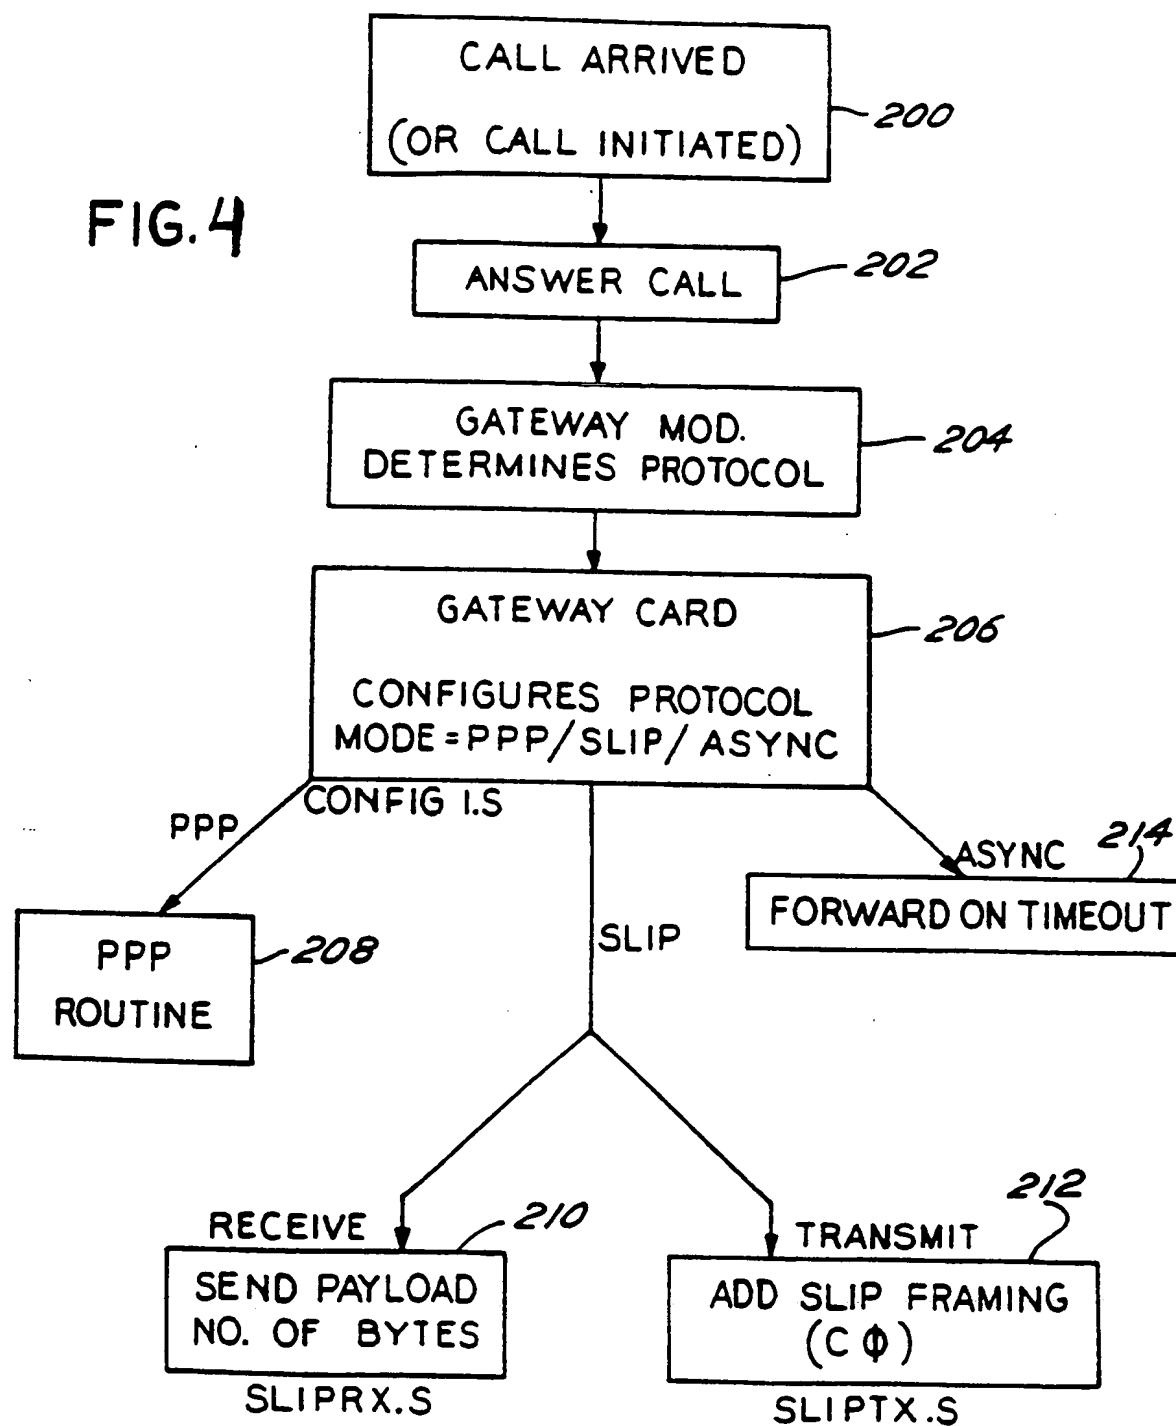 CALL ARRIVED
(OR CALL INITIATED)
200
FIG. 4
ANSWER CALL
202
GATEWAY MOD.
DETERMINES PROTOCOL
204
GATEWAY CARD
206
CONFIGURES PROTOCOL
MODE=PPP/SLIP/ASYNC
CONFIG 1.S
PPP
ASYNC
214
PPP
ROUTINE
208
SLIP
FORWARD ON TIMEOUT
RECEIVE
210
TRANSMIT
212
SEND PAYLOAD
NO. OF BYTES
ADD SLIP FRAMING
(CΦ)
SLIPRX.S
SLIPTX.S